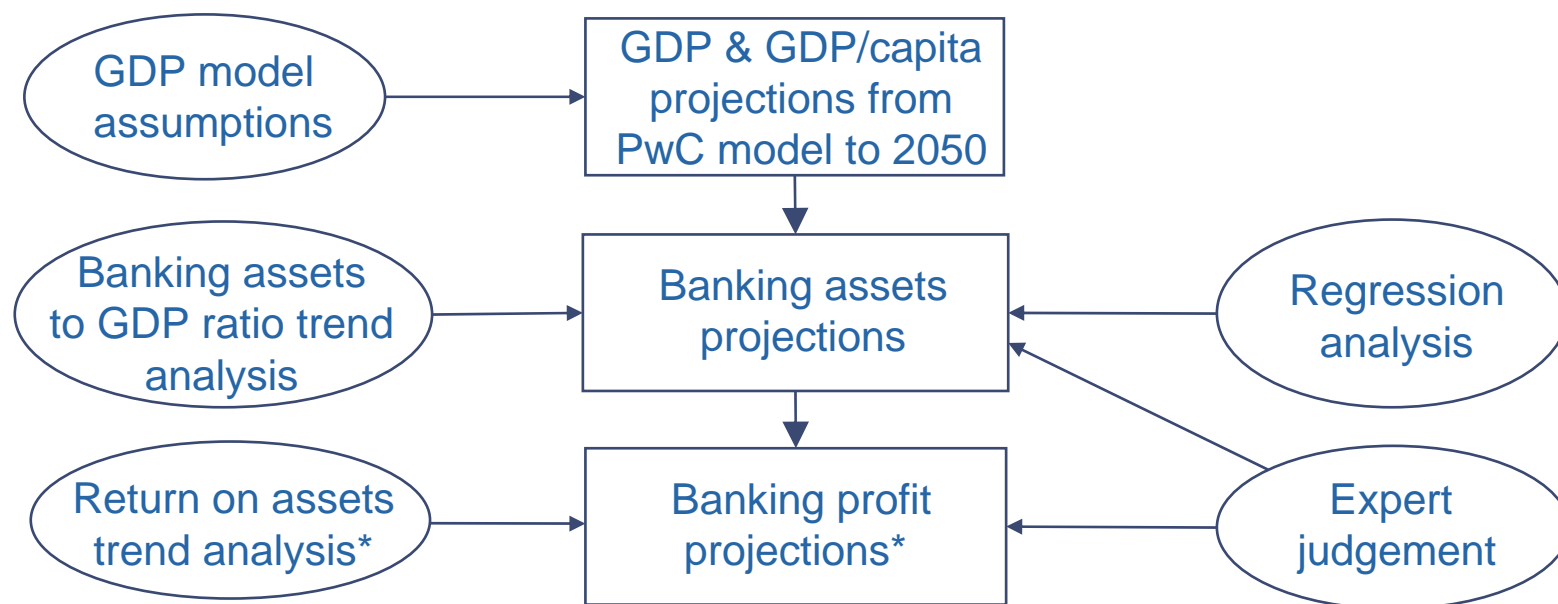 GDP model
assumptions
GDP & GDP/capita
projections from
PwC model to 2050
Banking assets
to GDP ratio trend
analysis
Banking assets
projections
Regression
analysis
Return on assets
trend analysis*
Banking profit
projections*
Expert
judgement